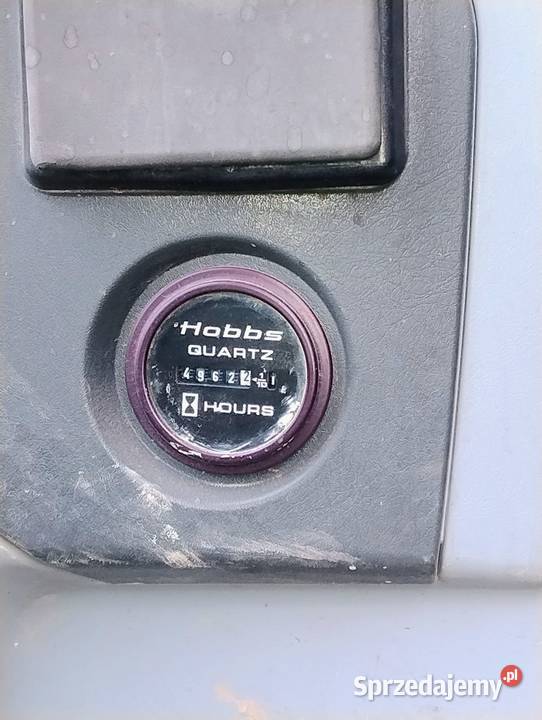 Hobbs
QUARTZ
49622 1/10
HOURS
Sprzedajemy.pl